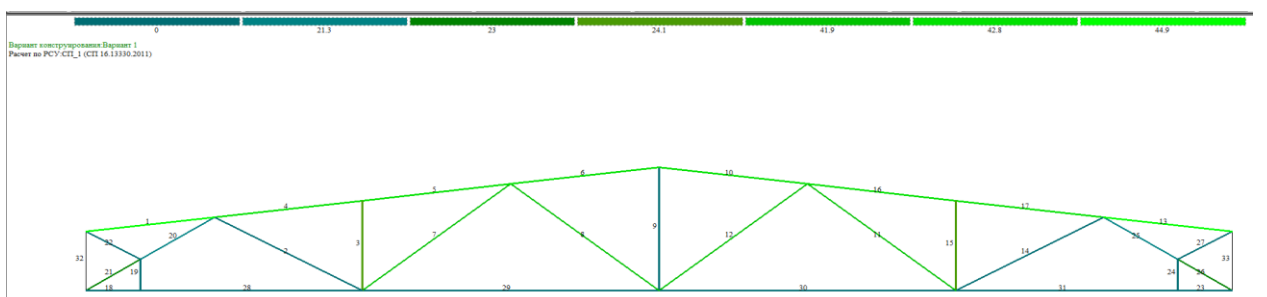 0 21.3 23 24.1 41.9 42.8 44.9
Вариант конструирования:Вариант 1
Расчет по РСУ:СП_1 (СП 16.13330.2011)
6 10
5 16
4 17
1 13
22 20 2 3 7 8 9 12 11 15 14 25 27
32 21 19 24 26 33
18 28 29 30 31 23